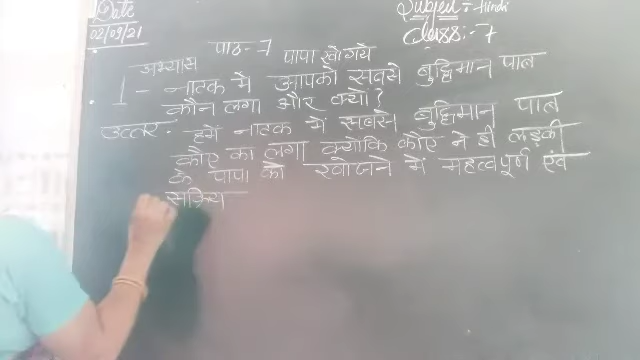 Date
02/09/21
Subject :- Hindi
Class :- 7
पाठ - 7 पापा खो गये
अभ्यास
1 - नाटक में आपको सबसे बुद्धिमान पात्र
कौन लगा और क्यों?
उत्तर - हमें नाटक में सबसे बुद्धिमान पात्र
कौए का लगा क्योंकि कौए ने ही लड़की
के पापा को खोजने में महत्वपूर्ण एंव
सक्रिय